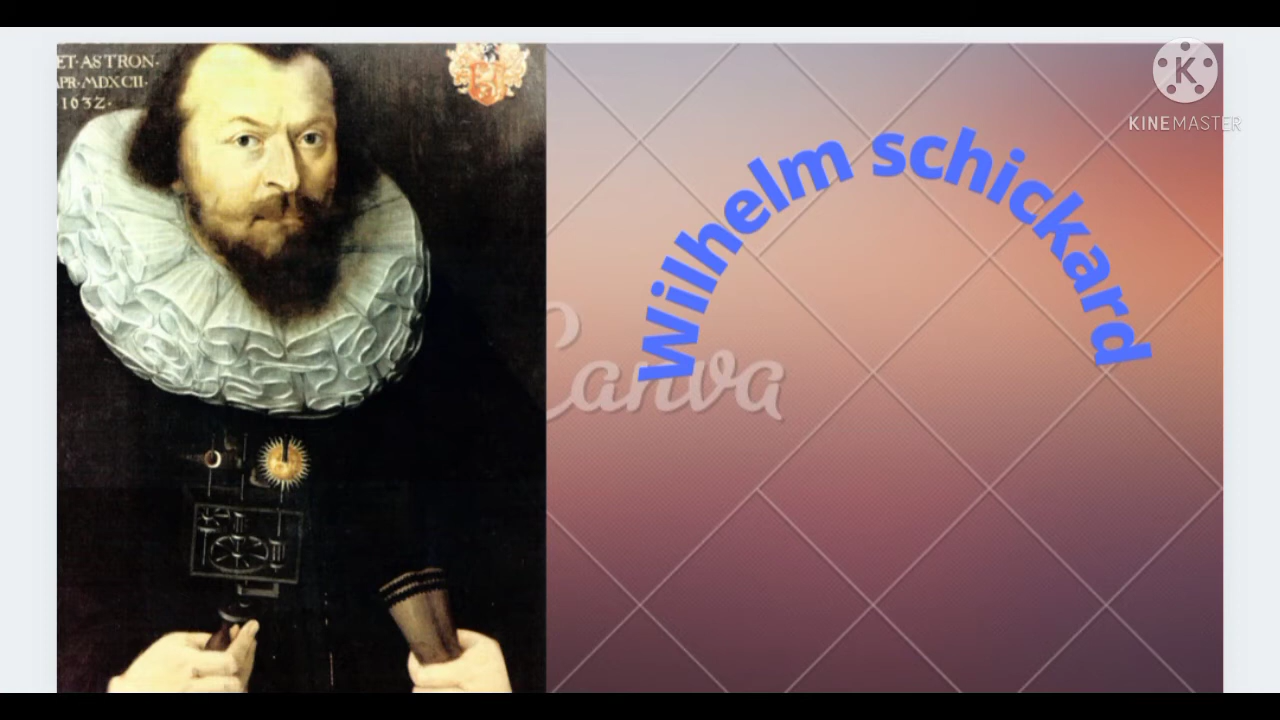 ET·ASTRON·
APR·MDXCII·
1632·
K
KINEMASTER
Wilhelm schickard
Canva